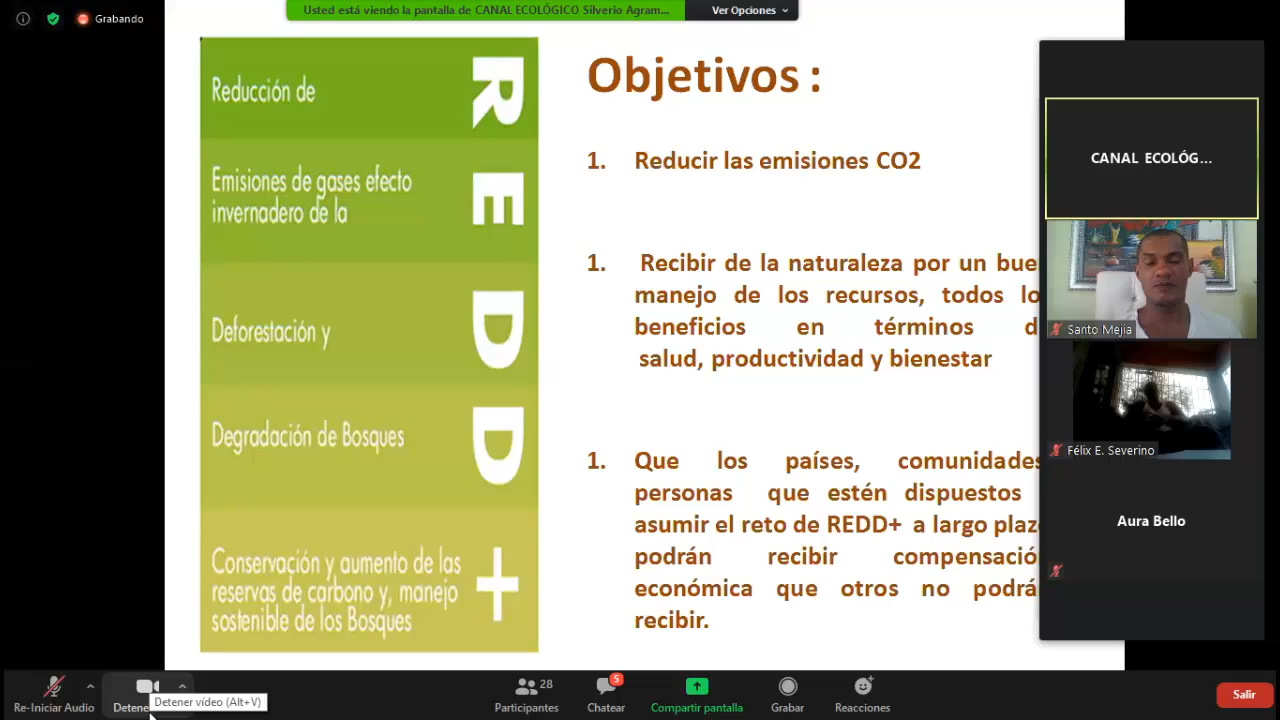 Grabando
Usted está viendo la pantalla de CANAL ECOLÓGICO Silverio Agram...
Ver Opciones
Reducción de
R
Emisiones de gases efecto
invernadero de la
E
Deforestación y
D
Degradación de Bosques
D
Conservación y aumento de las
reservas de carbono y, manejo
sostenible de los Bosques
+
Objetivos :
1. Reducir las emisiones CO2
1. Recibir de la naturaleza por un bue
manejo de los recursos, todos lo
beneficios en términos d
salud, productividad y bienestar
1. Que los países, comunidades
personas que estén dispuestos
asumir el reto de REDD+ a largo plazo
podrán recibir compensació
económica que otros no podrá
recibir.
CANAL ECOLÓG...
Santo Mejia
Félix E. Severino
Aura Bello
Re-Iniciar Audio
Detene
Detener vídeo (Alt+V)
Participantes
28
Chatear
5
Compartir pantalla
Grabar
Reacciones
Salir